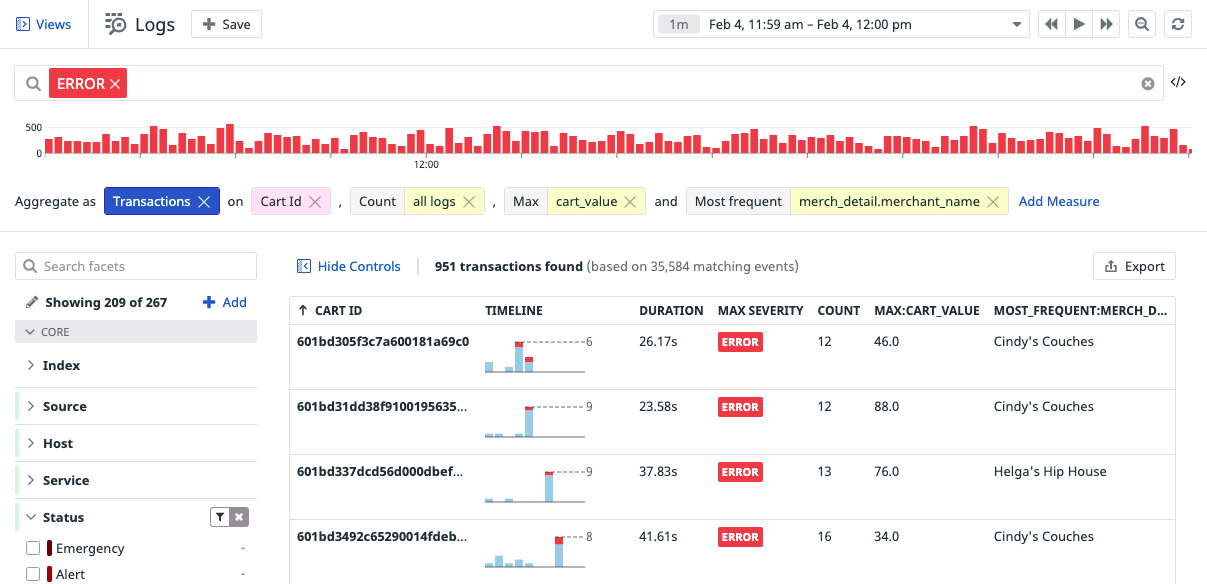 Views
Logs
Save
1m Feb 4, 11:59 am – Feb 4, 12:00 pm
ERROR
</>
500
0
12:00
Aggregate as Transactions on Cart Id , Count all logs , Max cart_value and Most frequent merch_detail.merchant_name Add Measure
Search facets
Hide Controls 951 transactions found (based on 35,584 matching events) Export
Showing 209 of 267 Add
CORE
Index
Source
Host
Service
Status
Emergency -
Alert -
CART ID TIMELINE DURATION MAX SEVERITY COUNT MAX:CART_VALUE MOST_FREQUENT:MERCH_D...
601bd305f3c7a600181a69c0 6 26.17s ERROR 12 46.0 Cindy's Couches
601bd31dd38f9100195635... 9 23.58s ERROR 12 88.0 Cindy's Couches
601bd337dcd56d000dbef... 9 37.83s ERROR 13 76.0 Helga's Hip House
601bd3492c65290014fdeb... 8 41.61s ERROR 16 34.0 Cindy's Couches